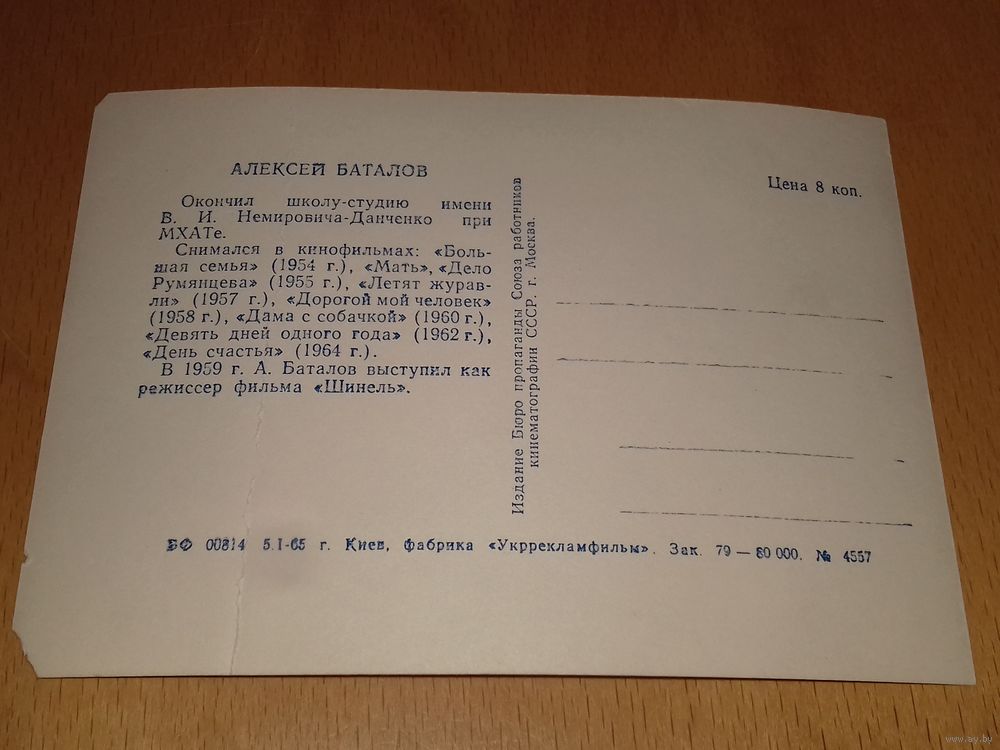 АЛЕКСЕЙ БАТАЛОВ
Окончил школу-студию имени
В. И. Немировича-Данченко при
МХАТе.
Снимался в кинофильмах: «Боль-
шая семья» (1954 г.), «Мать», «Дело
Румянцева» (1955 г.), «Летят журав-
ли» (1957 г.), «Дорогой мой человек»
(1958 г.), «Дама с собачкой» (1960 г.),
«Девять дней одного года» (1962 г.),
«День счастья» (1964 г.).
В 1959 г. А. Баталов выступил как
режиссер фильма «Шинель».
Издание Бюро пропаганды Союза работников
кинематографии СССР. г. Москва.
Цена 8 коп.
БФ 00814 5.I-65 г. Киев, фабрика «Укррекламфильм». Зак. 79 — 80 000. № 4557
www.ay.by